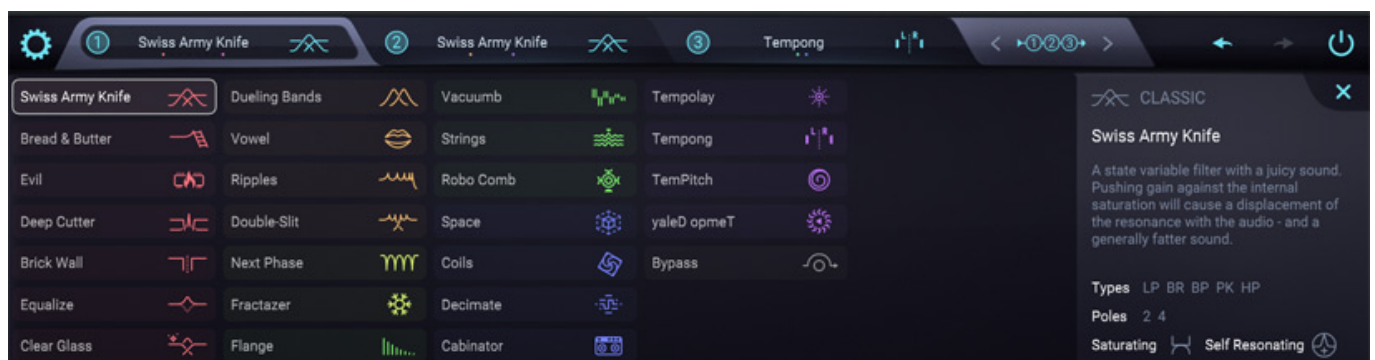 1 Swiss Army Knife 2 Swiss Army Knife 3 Tempong L R < 123 >
Swiss Army Knife Dueling Bands Vacuumb Tempolay
Bread & Butter Vowel Strings Tempong L R
Evil Ripples Robo Comb TemPitch
Deep Cutter Double-Slit Space yaleD opmeT
Brick Wall Next Phase Coils Bypass
Equalize Fractazer Decimate
Clear Glass Flange Cabinator
CLASSIC
Swiss Army Knife
A state variable filter with a juicy sound.
Pushing gain against the internal
saturation will cause a displacement of
the resonance with the audio - and a
generally fatter sound.
Types LP BR BP PK HP
Poles 2 4
Saturating Self Resonating